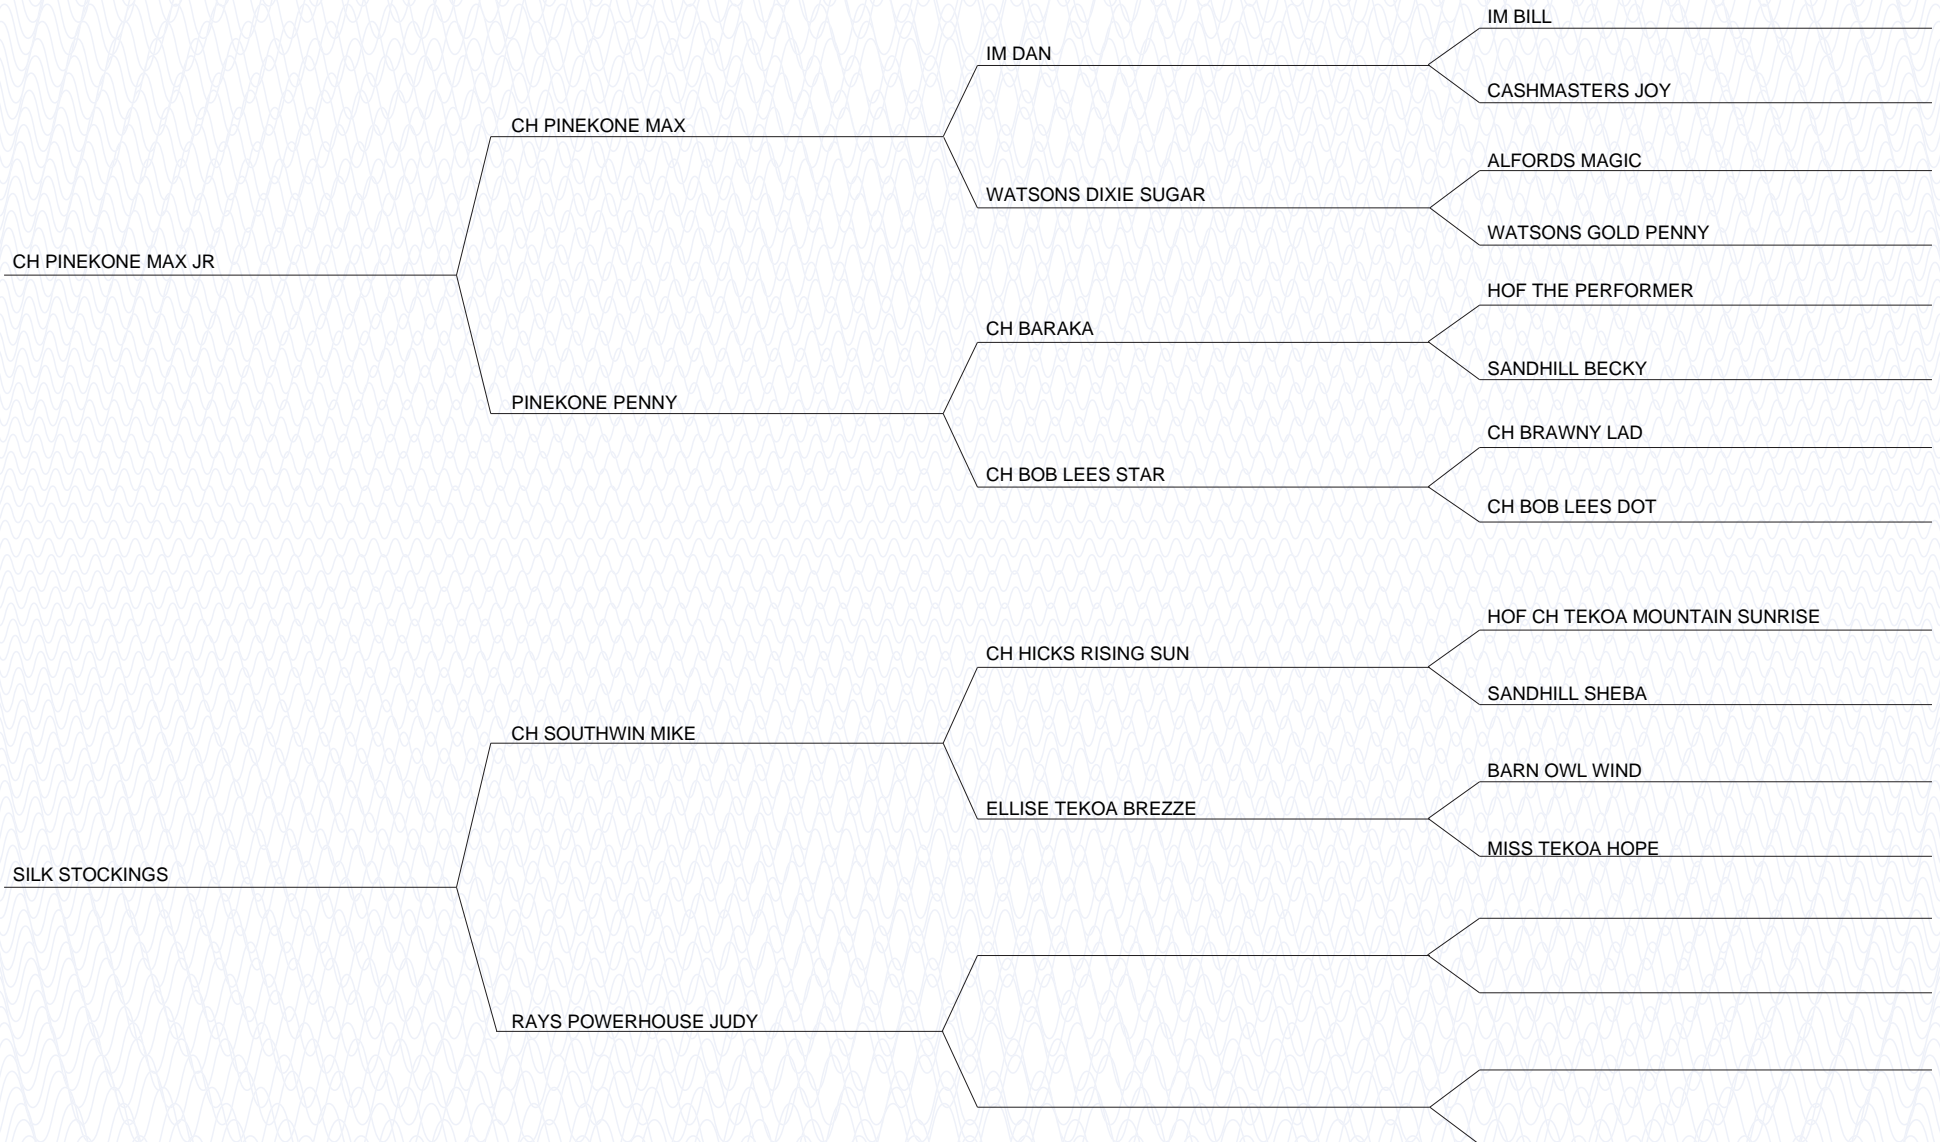 IM BILL
IM DAN
CASHMASTERS JOY
CH PINEKONE MAX
ALFORDS MAGIC
WATSONS DIXIE SUGAR
WATSONS GOLD PENNY
CH PINEKONE MAX JR
HOF THE PERFORMER
CH BARAKA
SANDHILL BECKY
PINEKONE PENNY
CH BRAWNY LAD
CH BOB LEES STAR
CH BOB LEES DOT
HOF CH TEKOA MOUNTAIN SUNRISE
CH HICKS RISING SUN
SANDHILL SHEBA
CH SOUTHWIN MIKE
BARN OWL WIND
ELLISE TEKOA BREZZE
MISS TEKOA HOPE
SILK STOCKINGS
RAYS POWERHOUSE JUDY